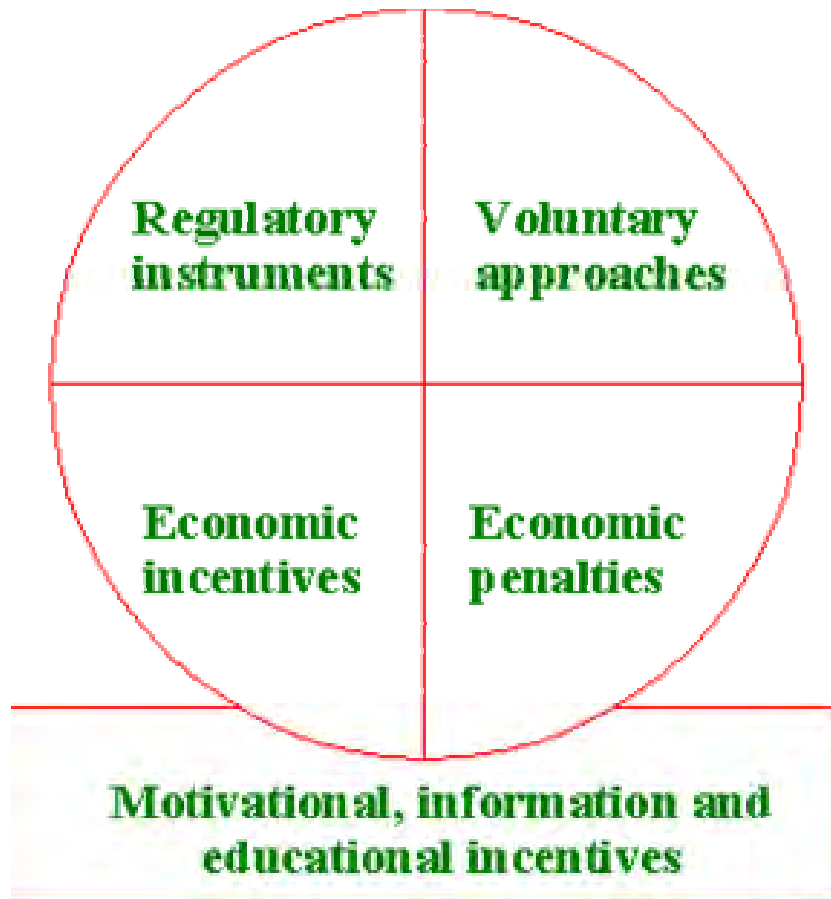 Regulatory
instruments
Voluntary
approaches
Economic
incentives
Economic
penalties
Motivational, information and
educational incentives